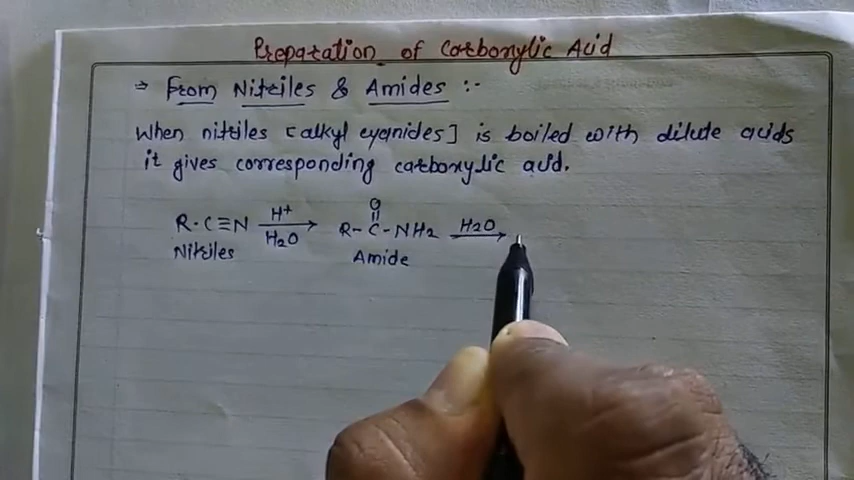 Preparation of Carboxylic Acid
→ From Nitriles & Amides :-
When nitriles [alkyl cyanides] is boiled with dilute acids
it gives corresponding carboxylic acid.
R-C≡N H+ / H2O → R-C(=O)-NH2 H2O →
Nitriles Amide